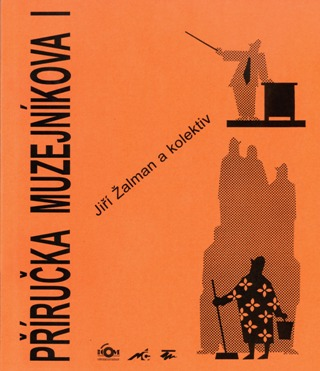 PŘÍRUČKA MUZEJNÍKOVA I
Jiří Žalman a kolektiv